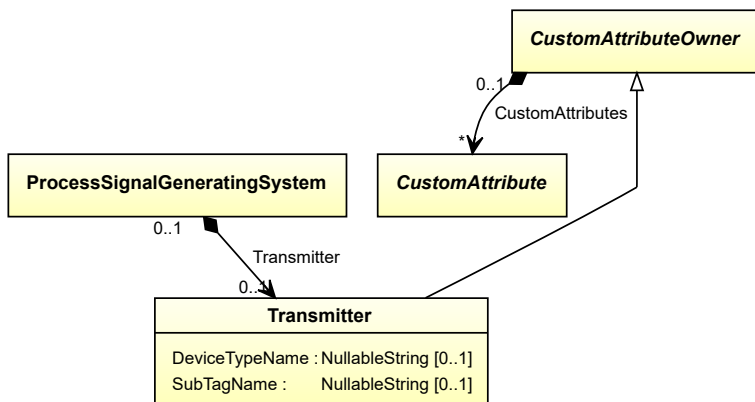 CustomAttributeOwner
0..1
CustomAttributes
*
ProcessSignalGeneratingSystem
CustomAttribute
0..1
Transmitter
0..1
Transmitter
DeviceTypeName : NullableString [0..1]
SubTagName : NullableString [0..1]